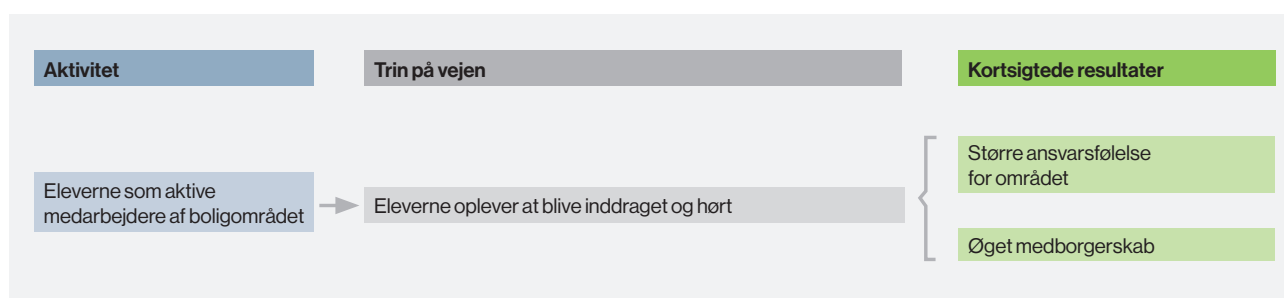 Aktivitet
Trin på vejen
Kortsigtede resultater
Eleverne som aktive
medarbejdere af boligområdet
Eleverne oplever at blive inddraget og hørt
Større ansvarsfølelse
for området
Øget medborgerskab